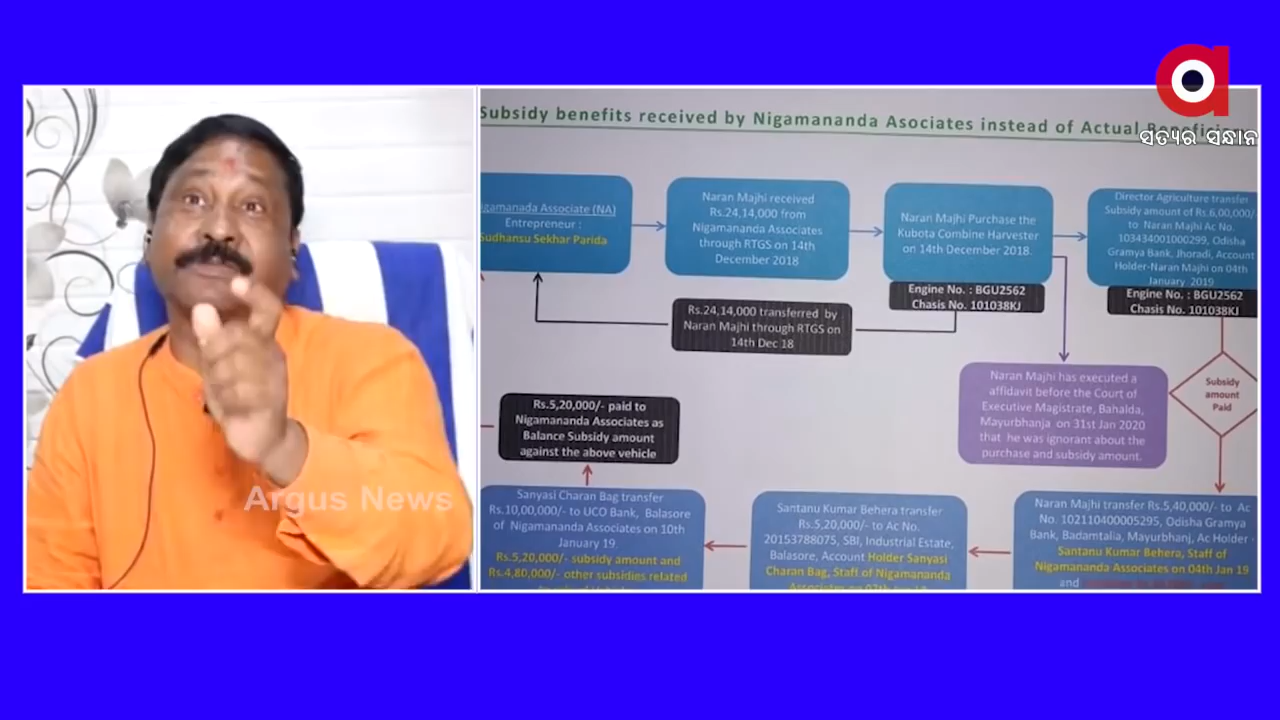 ସତ୍ୟର ସନ୍ଧାନ
Subsidy benefits received by Nigamananda Asociates instead of Actual
igamanada Associate (NA)
Entrepreneur :
Sudhansu Sekhar Parida
Naran Majhi received
Rs.24,14,000 from
Nigamananda Associates
through RTGS on 14th
December 2018
Naran Majhi Purchase the
Kubota Combine Harvester
on 14th December 2018.
Director Agriculture transfer
Subsidy amount of Rs.6,00,000/-
to Naran Majhi Ac No.
103434001000299, Odisha
Gramya Bank, Jhoradi, Account
Holder-Naran Majhi on 04th
January 2019
Engine No. : BGU2562
Chasis No. 101038KJ
Engine No. : BGU2562
Chasis No. 101038KJ
Rs.24,14,000 transferred by
Naran Majhi through RTGS on
14th Dec 18
Naran Majhi has executed a
affidavit before the Court of
Executive Magistrate, Bahalda,
Mayurbhanja on 31st Jan 2020
that he was ignorant about the
purchase and subsidy amount.
Subsidy
amount
Paid
Rs.5,20,000/- paid to
Nigamananda Associates as
Balance Subsidy amount
against the above vehicle
Sanyasi Charan Bag transfer
Rs.10,00,000/- to UCO Bank, Balasore
of Nigamananda Associates on 10th
January 19.
Rs.5,20,000/- subsidy amount and
Rs.4,80,000/- other subsidies related
Santanu Kumar Behera transfer
Rs.5,20,000/- to Ac No.
20153788075, SBI, Industrial Estate,
Balasore, Account Holder Sanyasi
Charan Bag, Staff of Nigamananda
Naran Majhi transfer Rs.5,40,000/- to Ac
No. 102110400005295, Odisha Gramya
Bank, Badamtalia, Mayurbhanj, Ac Holder -
Santanu Kumar Behera, Staff of
Nigamananda Associates on 04th Jan 19
and
Argus News